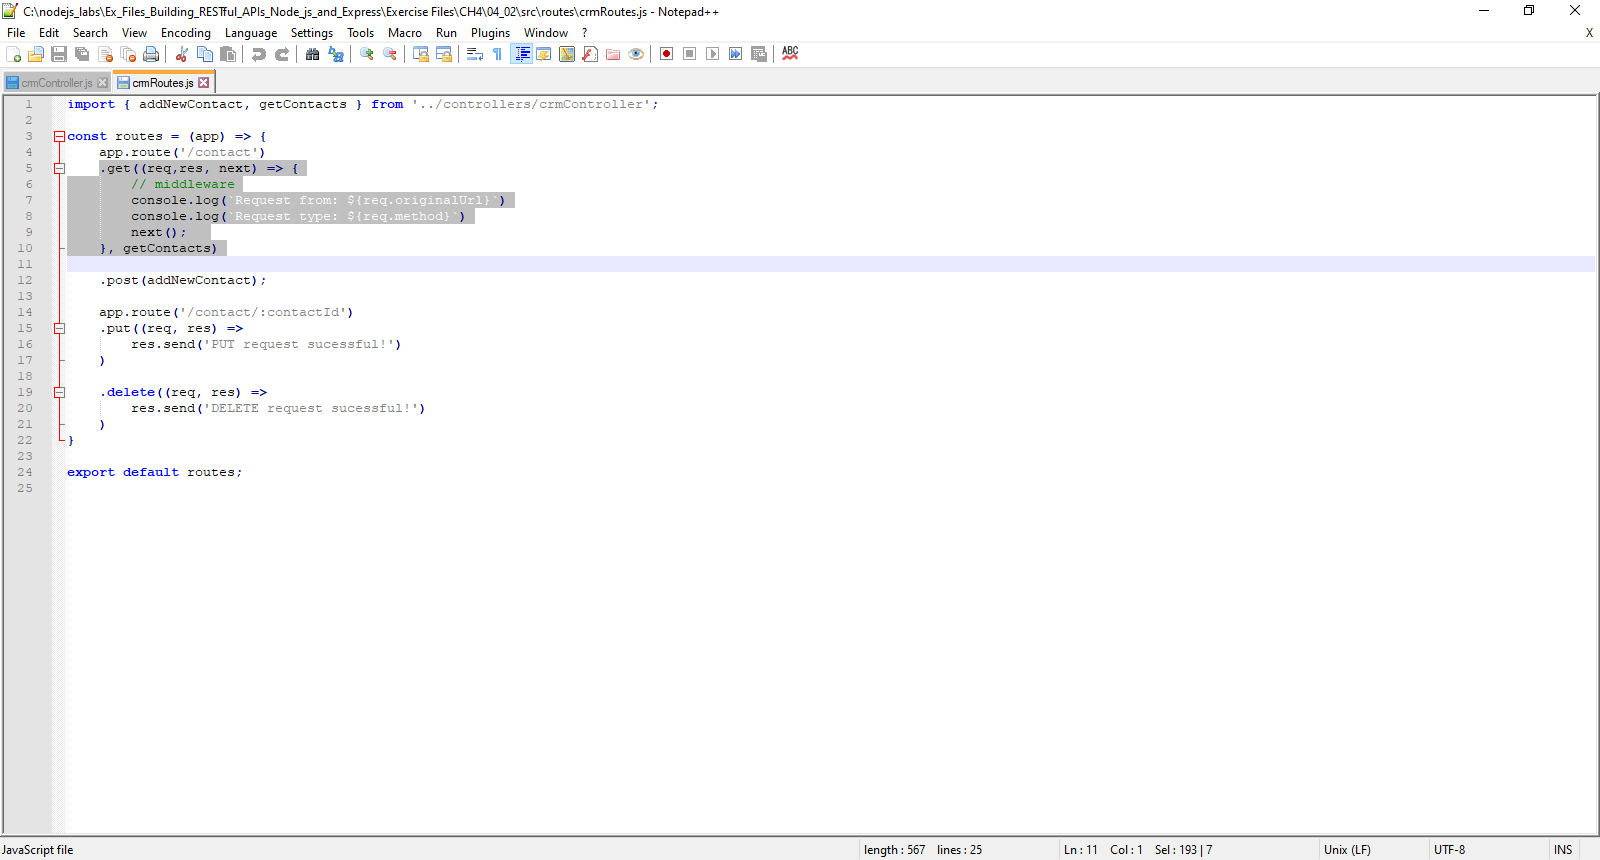 C:\nodejs_labs\Ex_Files_Building_RESTful_APIs_Node_js_and_Express\Exercise Files\CH4\04_02\src\routes\crmRoutes.js - Notepad++
File Edit Search View Encoding Language Settings Tools Macro Run Plugins Window ? X
ABC
crmController.js crmRoutes.js
1 import { addNewContact, getContacts } from '../controllers/crmController';
2
3 const routes = (app) => {
4     app.route('/contact')
5     .get((req,res, next) => {
6         // middleware
7         console.log(`Request from: ${req.originalUrl}`)
8         console.log(`Request type: ${req.method}`)
9         next();
10     }, getContacts)
11
12     .post(addNewContact);
13
14     app.route('/contact/:contactId')
15     .put((req, res) =>
16         res.send('PUT request sucessful!')
17     )
18
19     .delete((req, res) =>
20         res.send('DELETE request sucessful!')
21     )
22 }
23
24 export default routes;
25
JavaScript file length : 567 lines : 25 Ln : 11 Col : 1 Sel : 193 | 7 Unix (LF) UTF-8 INS